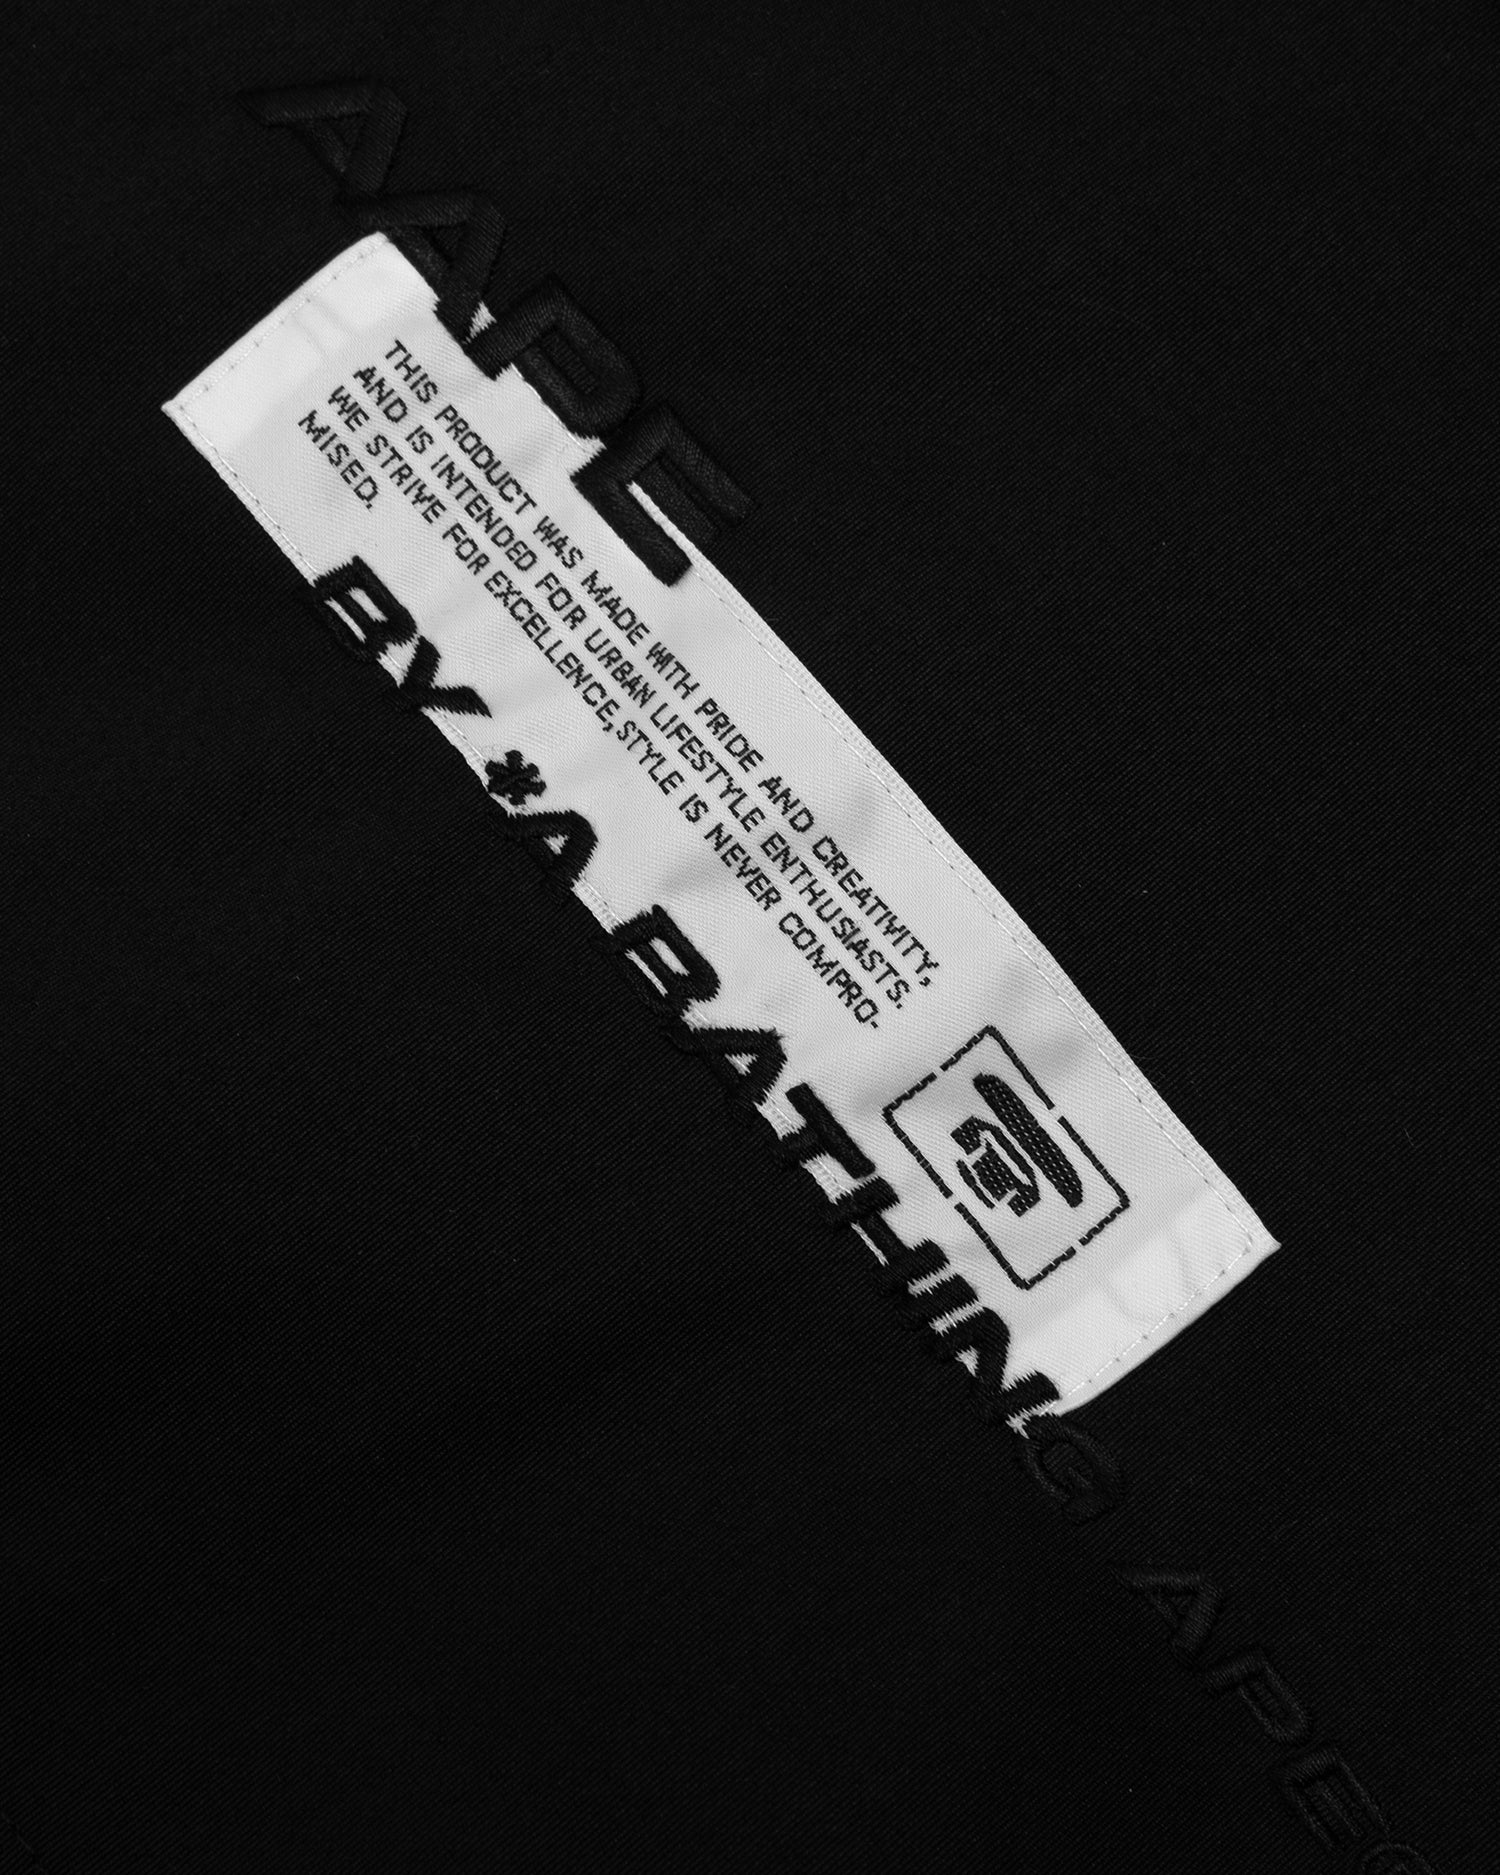 AAPE
THIS PRODUCT WAS MADE WITH PRIDE AND CREATIVITY,
AND IS INTENDED FOR URBAN LIFESTYLE ENTHUSIASTS.
WE STRIVE FOR EXCELLENCE,STYLE IS NEVER COMPRO-
MISED.
BY *A BATHING APE®